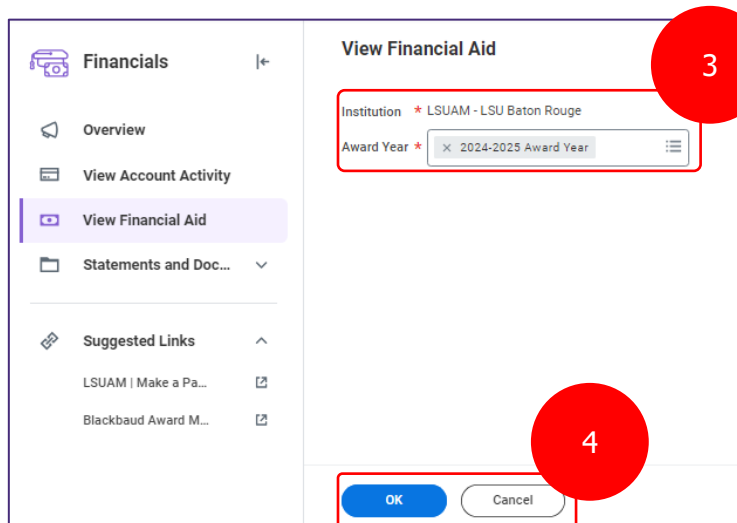 Financials
Overview
View Account Activity
View Financial Aid
Statements and Doc...
Suggested Links
LSUAM | Make a Pa...
Blackbaud Award M...
View Financial Aid
3
Institution * LSUAM - LSU Baton Rouge
Award Year * × 2024-2025 Award Year
4
OK
Cancel